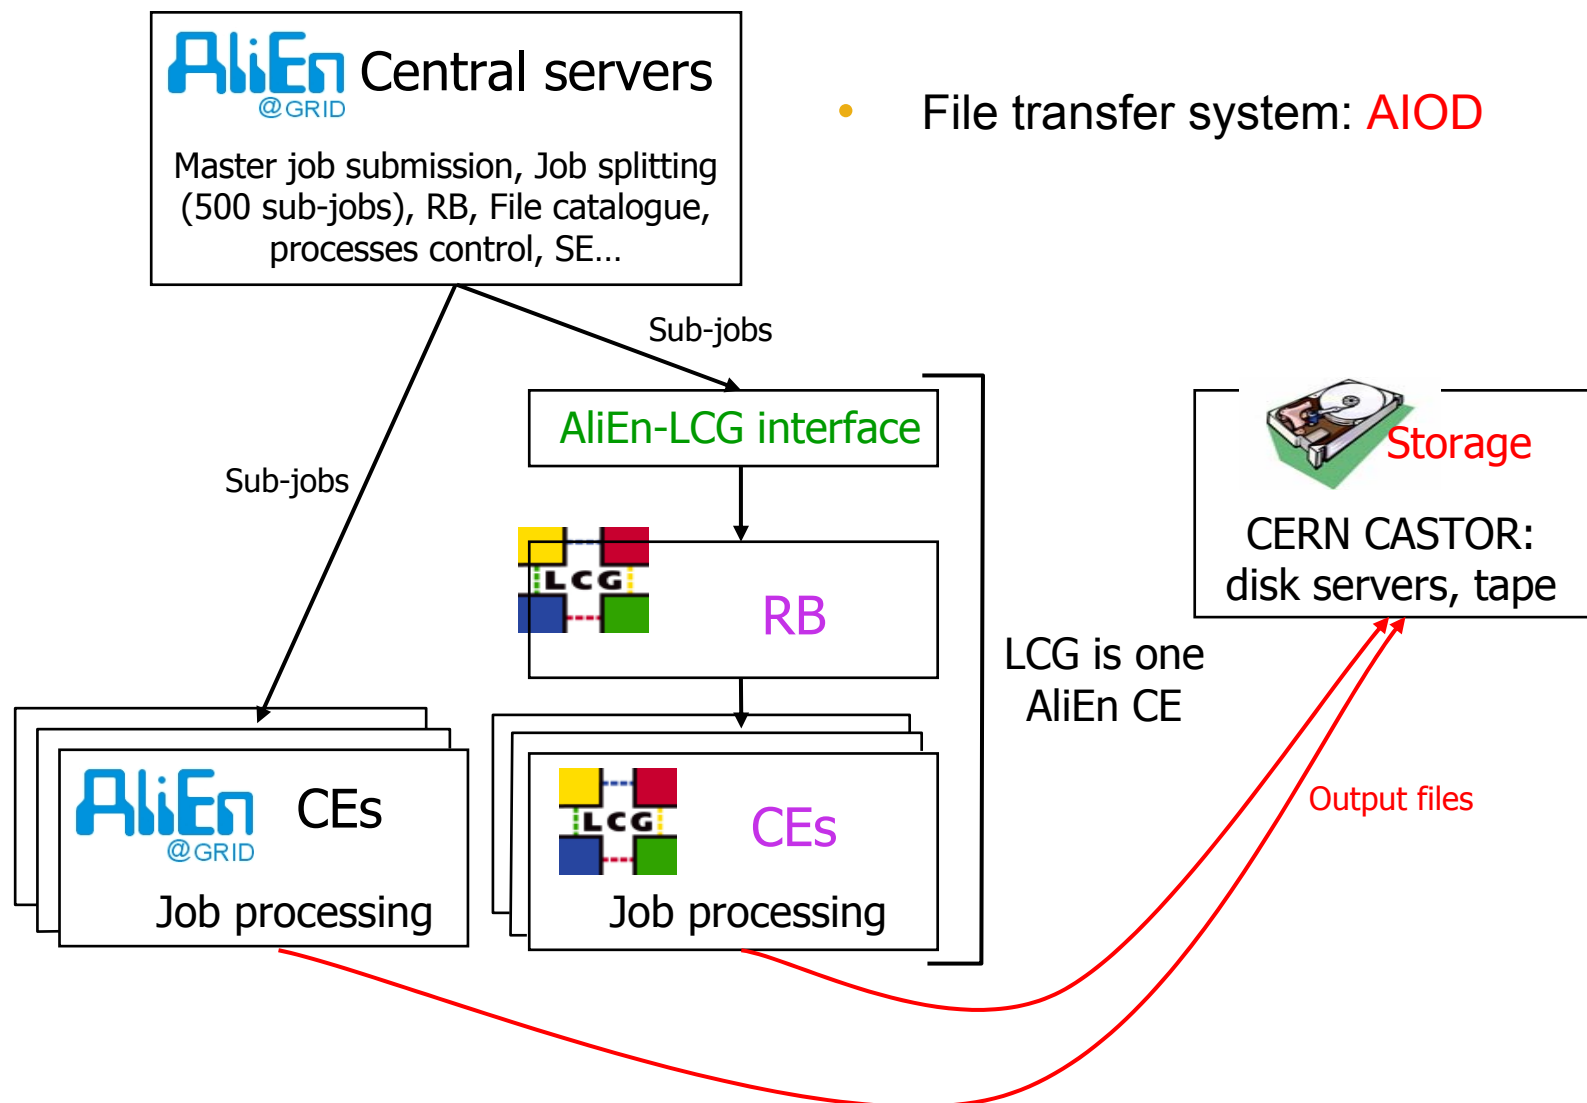 AliEn
@GRID
Central servers
Master job submission, Job splitting
(500 sub-jobs), RB, File catalogue,
processes control, SE...
• File transfer system: AIOD
Sub-jobs
Sub-jobs
AliEn-LCG interface
LCG
RB
LCG is one
AliEn CE
Storage
CERN CASTOR:
disk servers, tape
AliEn
@GRID
CEs
Job processing
LCG
CEs
Job processing
Output files